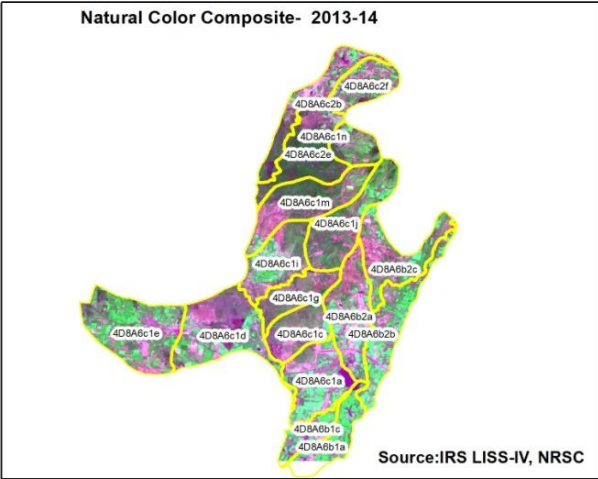 Natural Color Composite- 2013-14
4D8A6c2f
4D8A6c2b
4D8A6c1n
4D8A6c2e
4D8A6c1m
4D8A6c1j
4D8A6c1i
4D8A6b2c
4D8A6c1g
4D8A6b2a
4D8A6c1e
4D8A6c1d
4D8A6c1c
4D8A6b2b
4D8A6c1a
4D8A6b1c
4D8A6b1a
Source:IRS LISS-IV, NRSC